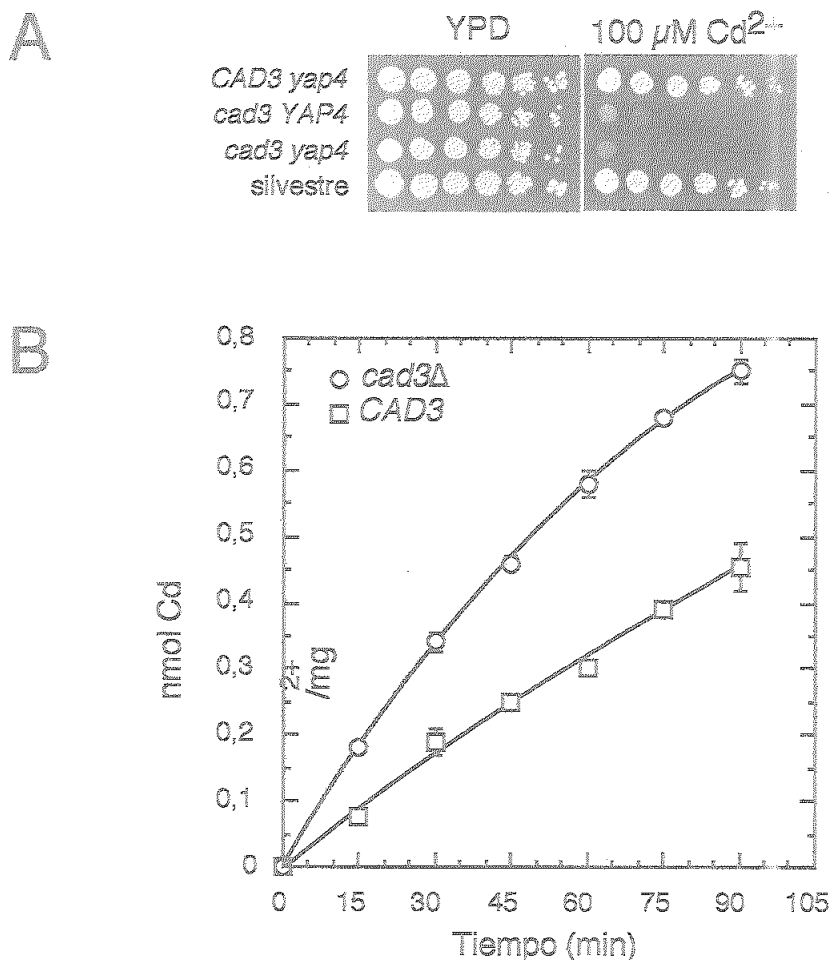 A
YPD
100 µM Cd2+
CAD3 yap4
cad3 YAP4
cad3 yap4
silvestre
B
0,8
0,7
0,6
0,5
0,4
0,3
0,2
0,1
0
nmol Cd
2+
/mg
cad3Δ
CAD3
0 15 30 45 60 75 90 105
Tiempo (min)